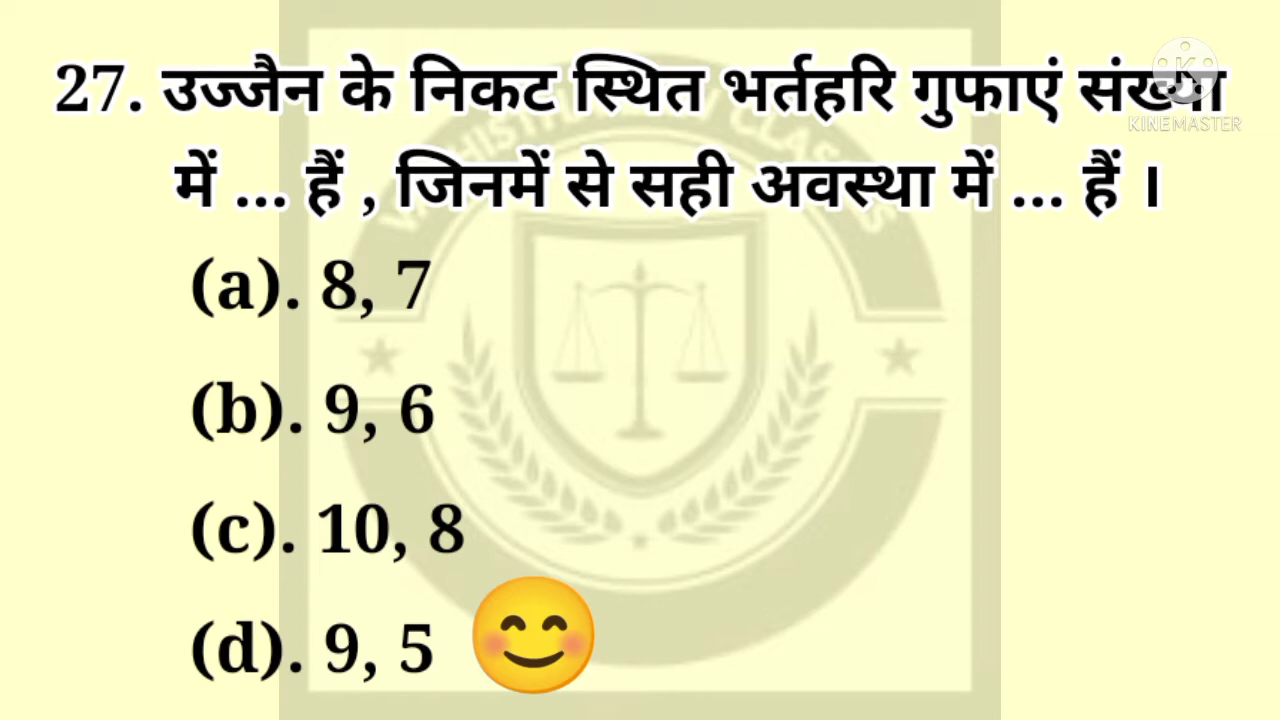 27. उज्जैन के निकट स्थित भर्तहरि गुफाएं संख्या
KINEMASTER
में ... हैं , जिनमें से सही अवस्था में ... हैं ।
(a). 8, 7
(b). 9, 6
(c). 10, 8
(d). 9, 5